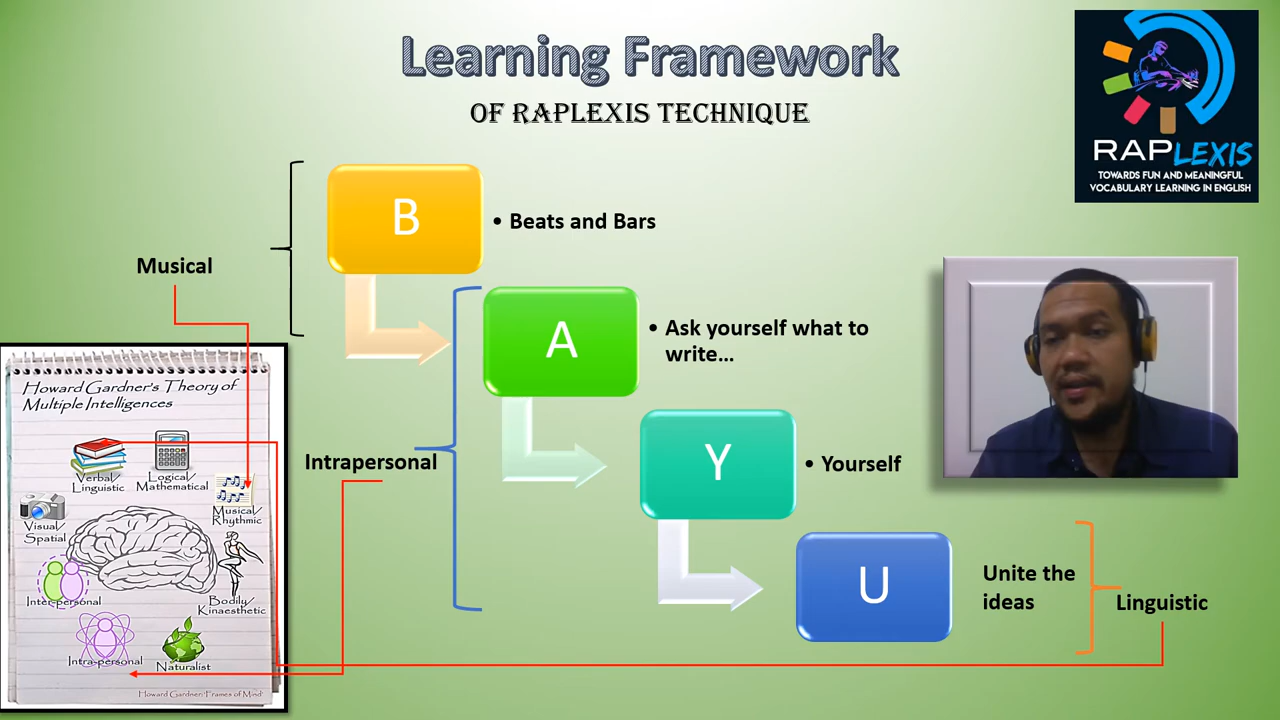 Learning Framework
OF RAPLEXIS TECHNIQUE
RAPLEXIS
TOWARDS FUN AND MEANINGFUL
VOCABULARY LEARNING IN ENGLISH
B
• Beats and Bars
Musical
A
• Ask yourself what to
write...
Y
• Yourself
Intrapersonal
U
Unite the
ideas
Linguistic
Howard Gardner's Theory of
Multiple Intelligences
Verbal/
Linguistic
Logical/
Mathematical
Musical/
Rhythmic
Visual/
Spatial
Inter-personal
Bodily/
Kinaesthetic
Intra-personal
Naturalist
Howard Gardner: 'Frames of Mind'